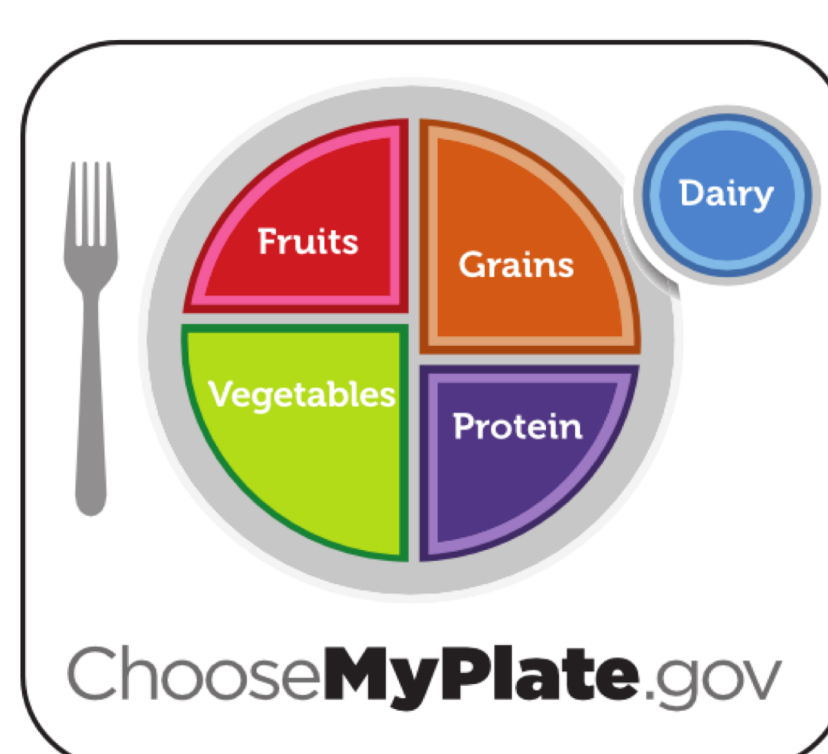 Fruits
Grains
Dairy
Vegetables
Protein
ChooseMyPlate.gov